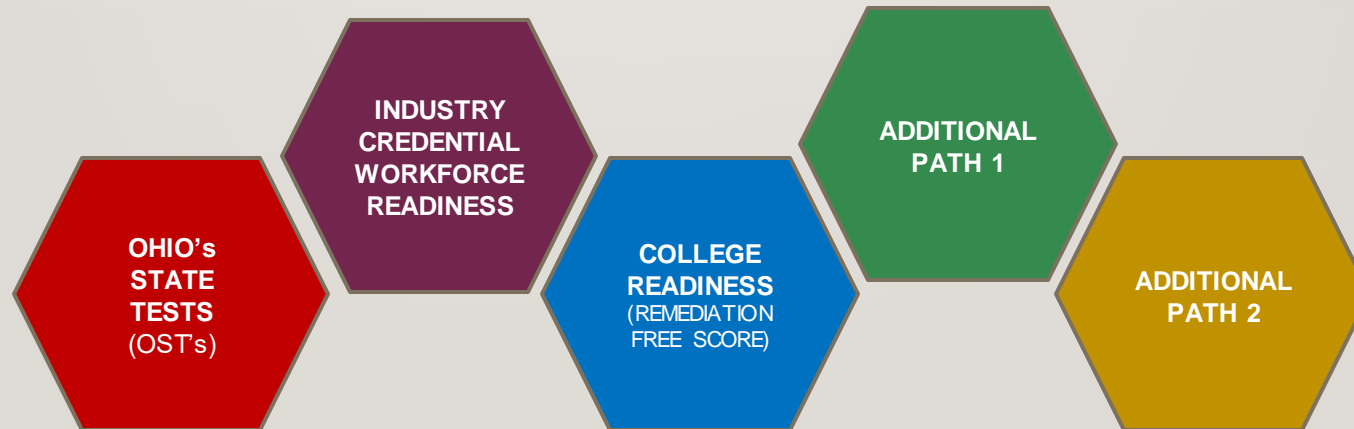 OHIO's
STATE
TESTS
(OST's)
INDUSTRY
CREDENTIAL
WORKFORCE
READINESS
COLLEGE
READINESS
(REMEDIATION
FREE SCORE)
ADDITIONAL
PATH 1
ADDITIONAL
PATH 2